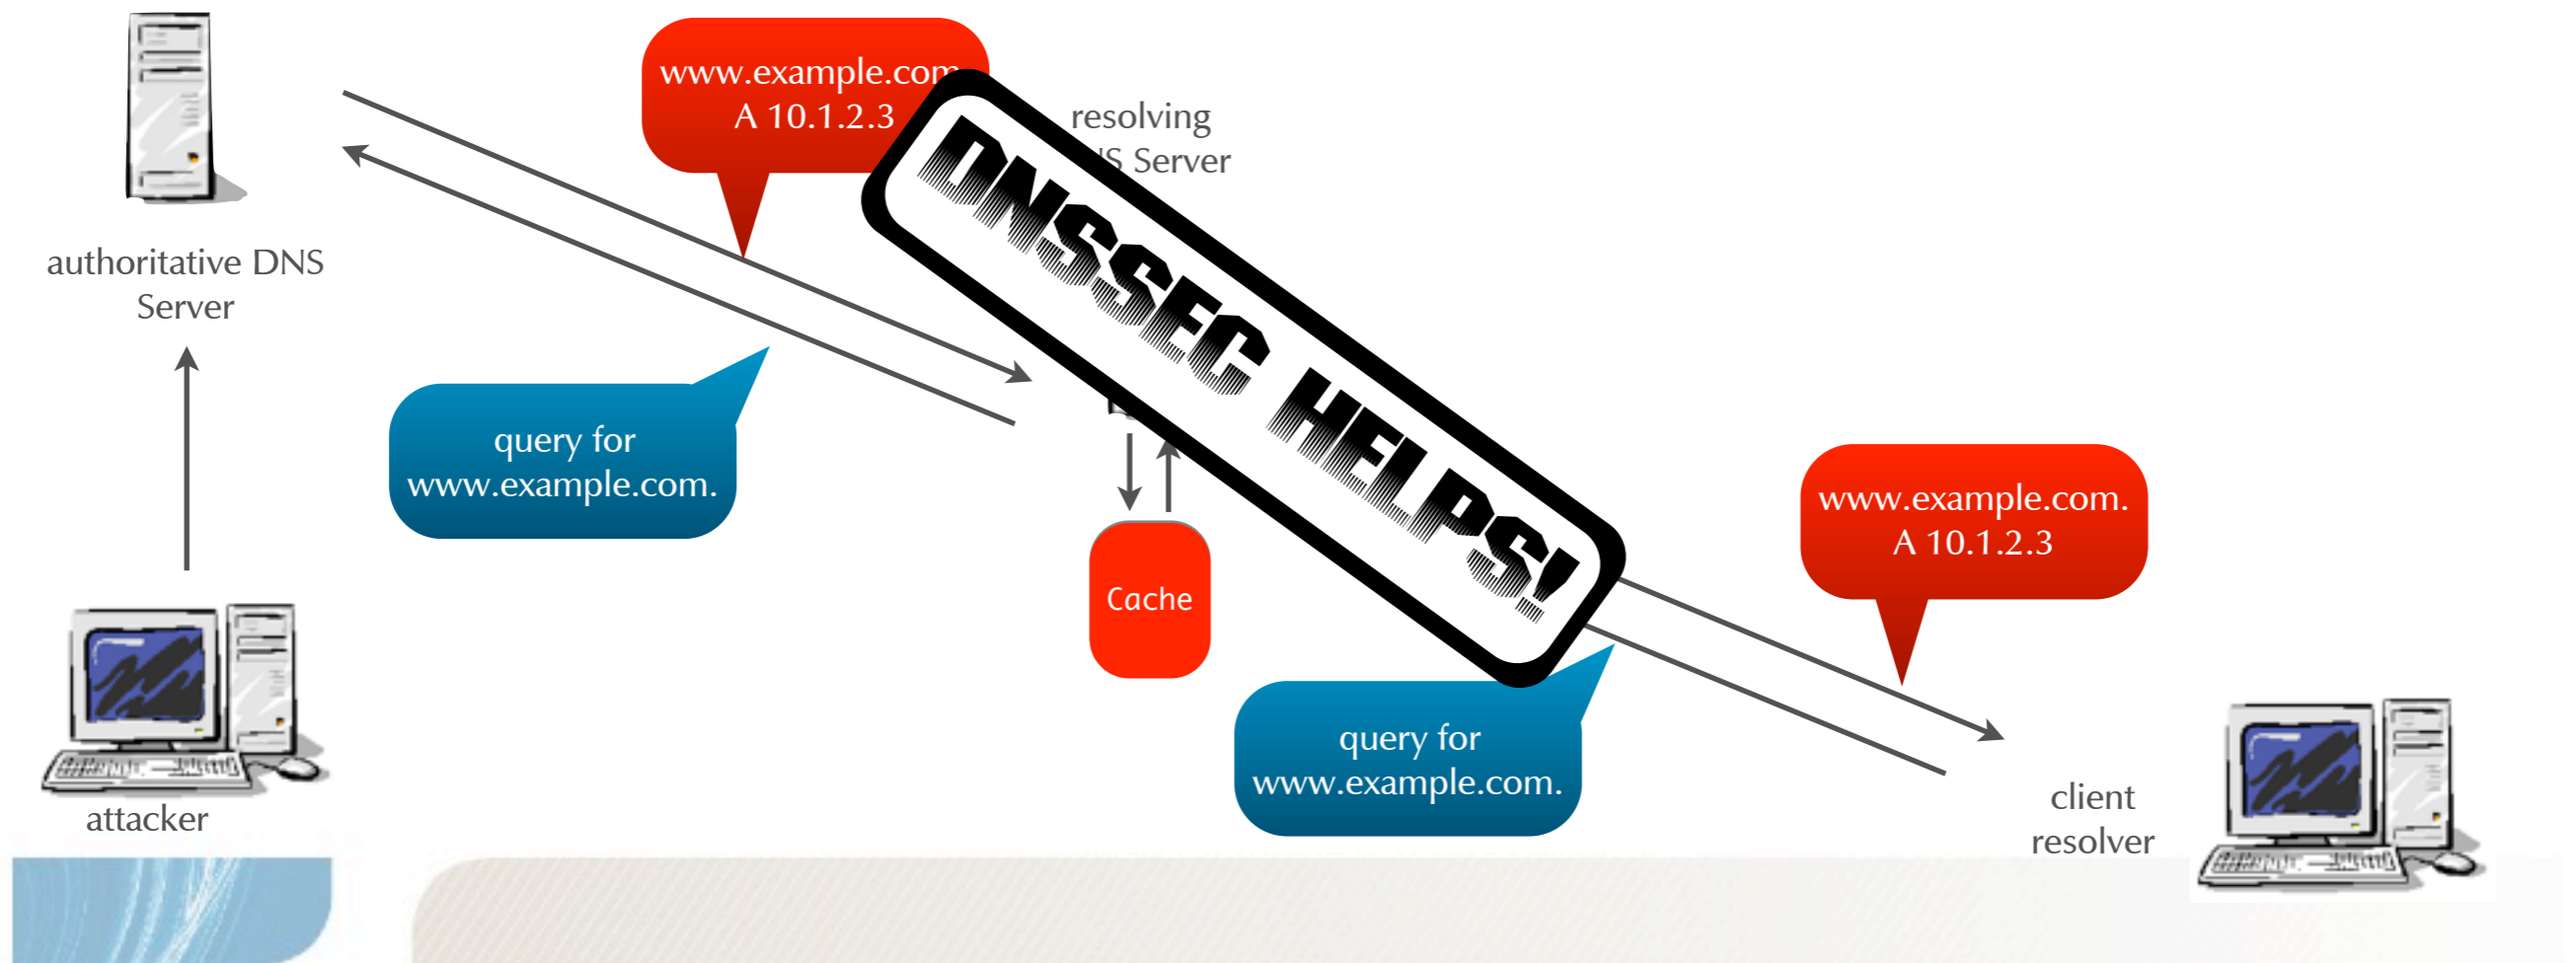 www.example.com
A 10.1.2.3
resolving
Server
DNSSEC HELPS!
authoritative DNS
Server
query for
www.example.com.
www.example.com.
A 10.1.2.3
Cache
query for
www.example.com.
attacker
client
resolver